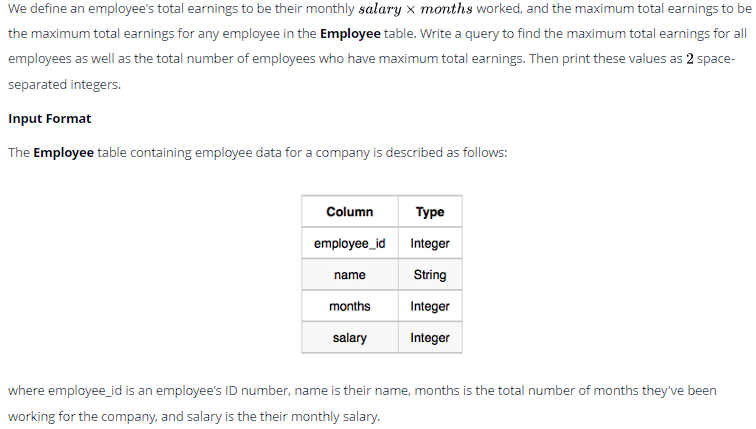 We define an employee's total earnings to be their monthly salary × months worked, and the maximum total earnings to be
the maximum total earnings for any employee in the Employee table. Write a query to find the maximum total earnings for all
employees as well as the total number of employees who have maximum total earnings. Then print these values as 2 space-
separated integers.
Input Format
The Employee table containing employee data for a company is described as follows:
Column Type
employee_id Integer
name String
months Integer
salary Integer
where employee_id is an employee's ID number, name is their name, months is the total number of months they've been
working for the company, and salary is the their monthly salary.